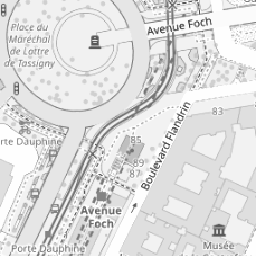 Avenue Foch
Place du
Maréchal
de Lattre
de Tassigny
83
Boulevard Flandrin
85
89
87
Porte Dauphine
Avenue
Foch
Musée
Porte Dauphine